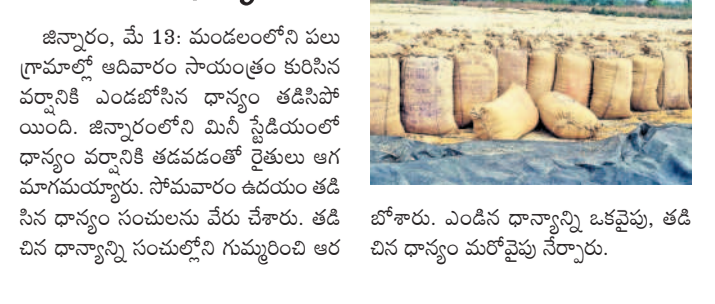 జిన్నారం, మే 13: మండలంలోని పలు
గ్రామాల్లో ఆదివారం సాయంత్రం కురిసిన
వర్షానికి ఎండబోసిన ధాన్యం తడిసిపో
యింది. జిన్నారంలోని మినీ స్టేడియంలో
ధాన్యం వర్షానికి తడవడంతో రైతులు ఆగ
మాగమయ్యారు. సోమవారం ఉదయం తడి
సిన ధాన్యం సంచులను వేరు చేశారు. తడి
చిన ధాన్యాన్ని సంచుల్లోని గుమ్మరించి ఆర
బోశారు. ఎండిన ధాన్యాన్ని ఒకవైపు, తడి
చిన ధాన్యం మరోవైపు నేర్పారు.